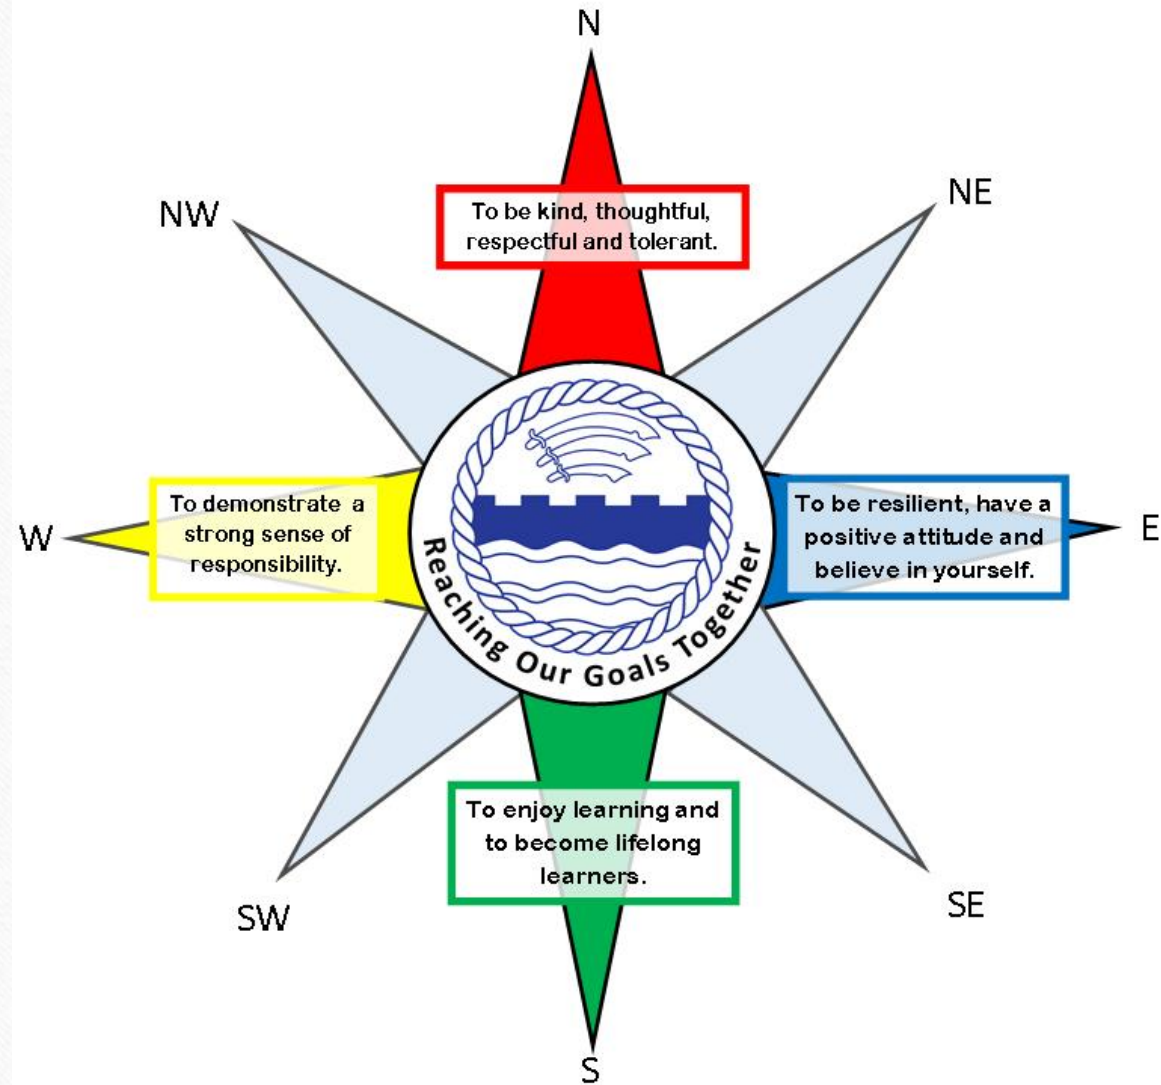 N
NW
NE
To be kind, thoughtful,
respectful and tolerant.
W
To demonstrate a
strong sense of
responsibility.
To be resilient, have a
positive attitude and
believe in yourself.
E
Reaching Our Goals Together
To enjoy learning and
to become lifelong
learners.
SW
SE
S